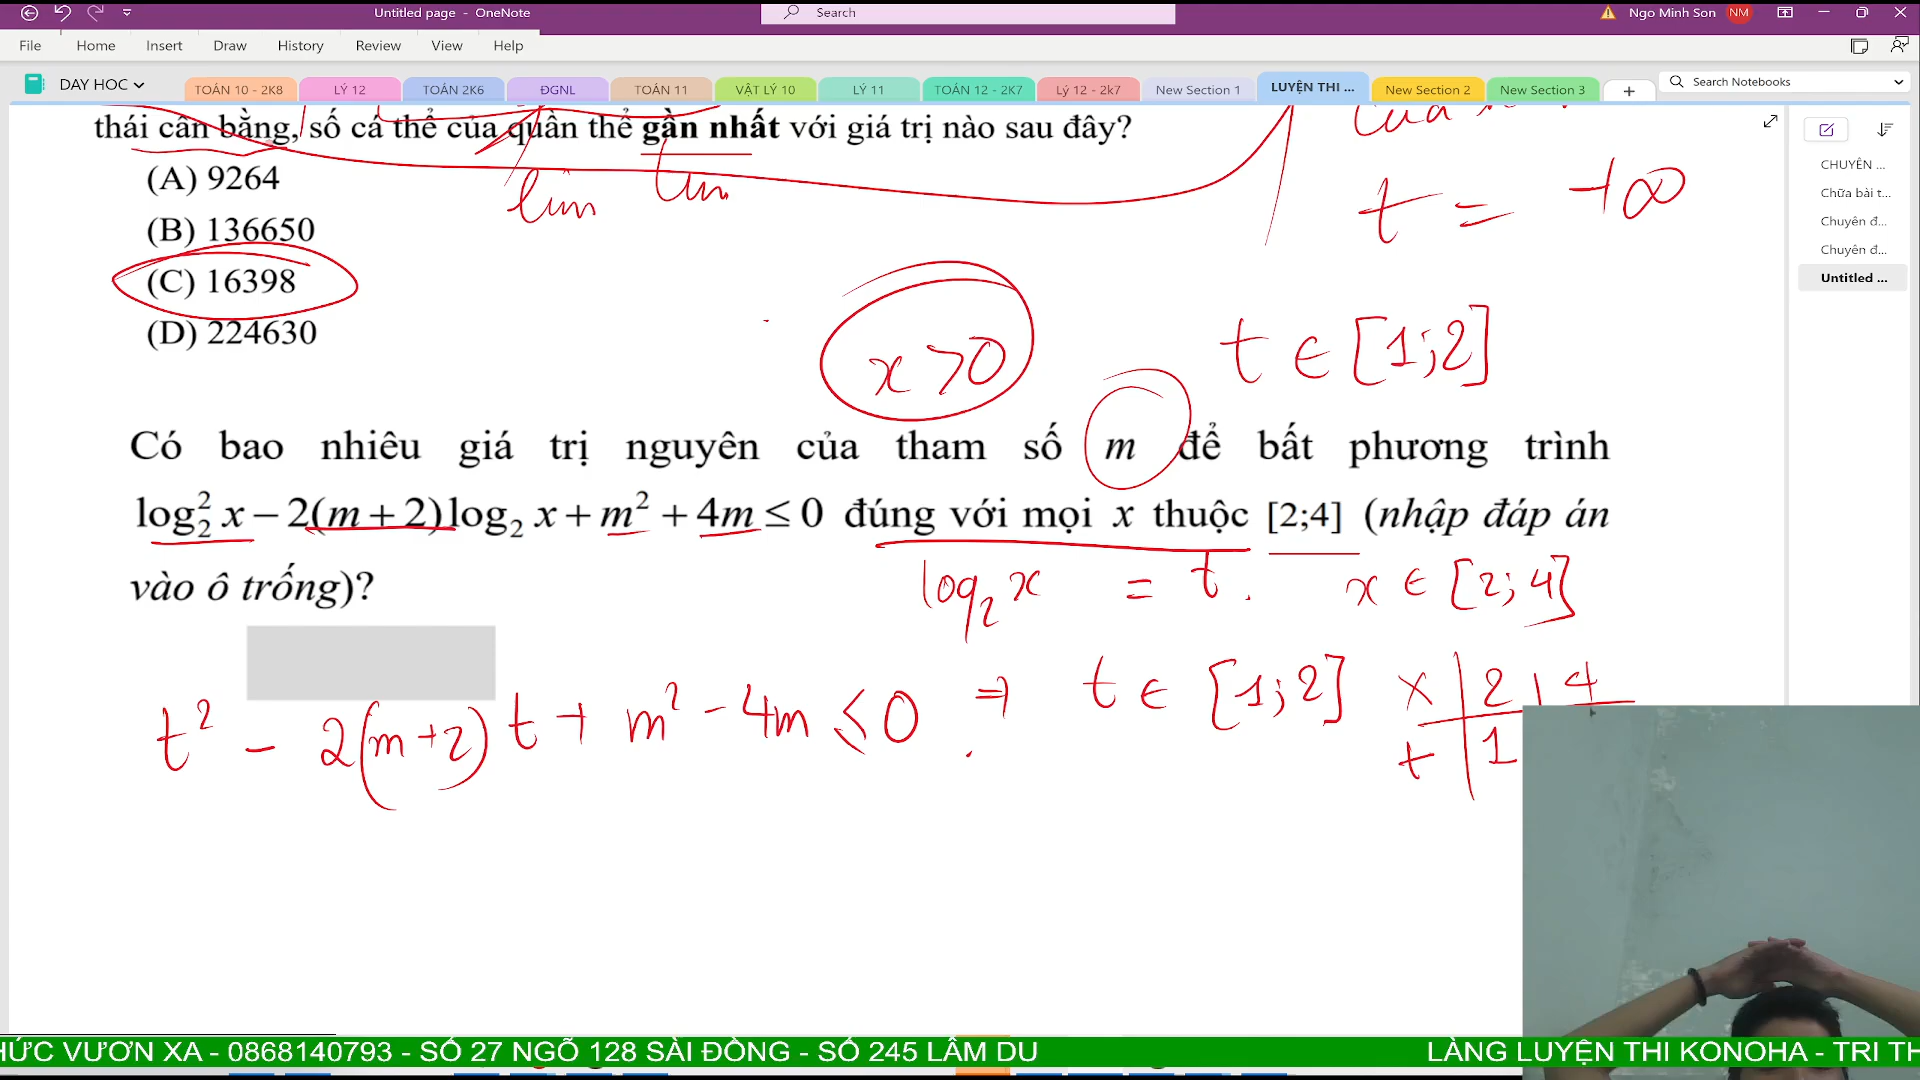 Untitled page - OneNote
Search
Ngo Minh Son
NM
File Home Insert Draw History Review View Help
DAY HOC
TOÁN 10 - 2K8
LÝ 12
TOÁN 2K6
ĐGNL
TOÁN 11
VẬT LÝ 10
LÝ 11
TOÁN 12 - 2K7
Lý 12 - 2k7
New Section 1
LUYỆN THI ...
New Section 2
New Section 3
+
Search Notebooks
CHUYÊN ...
Chữa bài t...
Chuyên đ...
Chuyên đ...
Untitled ...
thái cân bằng, số cá thể của quần thể gần nhất với giá trị nào sau đây?
(A) 9264
lim
t = +∞
(B) 136650
(C) 16398
(D) 224630
x > 0
t ∈ [1;2]
Có bao nhiêu giá trị nguyên của tham số m để bất phương trình
log₂² x − 2(m + 2)log₂ x + m² + 4m ≤ 0 đúng với mọi x thuộc [2;4] (nhập đáp án
vào ô trống)?
log₂x = t. x ∈ [2; 4]
t² - 2(m+2)t + m² - 4m ≤ 0 ⇒ t ∈ [1;2]
x 2 4
t 1
HỨC VƯƠN XA - 0868140793 - SỐ 27 NGÕ 128 SÀI ĐỒNG - SỐ 245 LÂM DU
LÀNG LUYỆN THI KONOHA - TRI TH